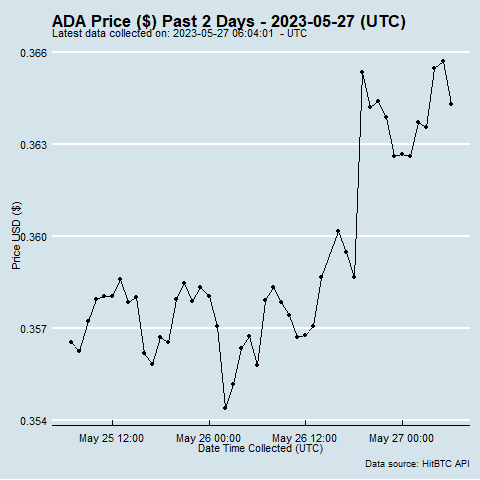 ADA Price ($) Past 2 Days - 2023-05-27 (UTC)
Latest data collected on: 2023-05-27 06:04:01 - UTC
0.366
0.363
0.360
0.357
0.354
Price USD ($)
May 25 12:00 May 26 00:00 May 26 12:00 May 27 00:00
Date Time Collected (UTC)
Data source: HitBTC API